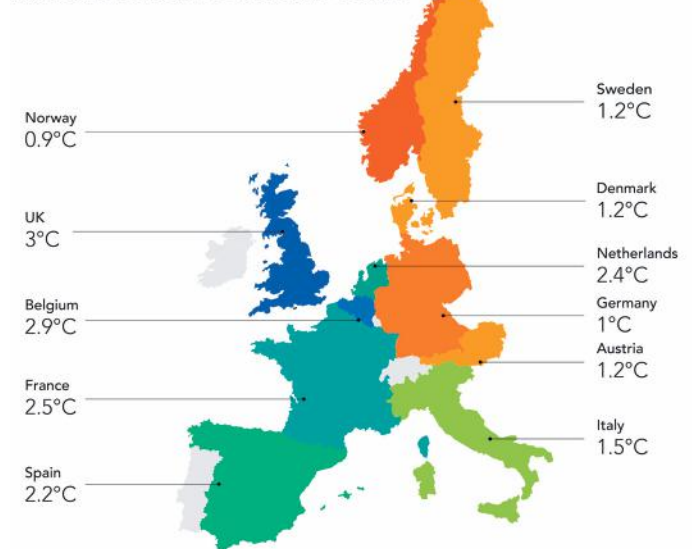 Norway
0.9°C
UK
3°C
Belgium
2.9°C
France
2.5°C
Spain
2.2°C
Sweden
1.2°C
Denmark
1.2°C
Netherlands
2.4°C
Germany
1°C
Austria
1.2°C
Italy
1.5°C